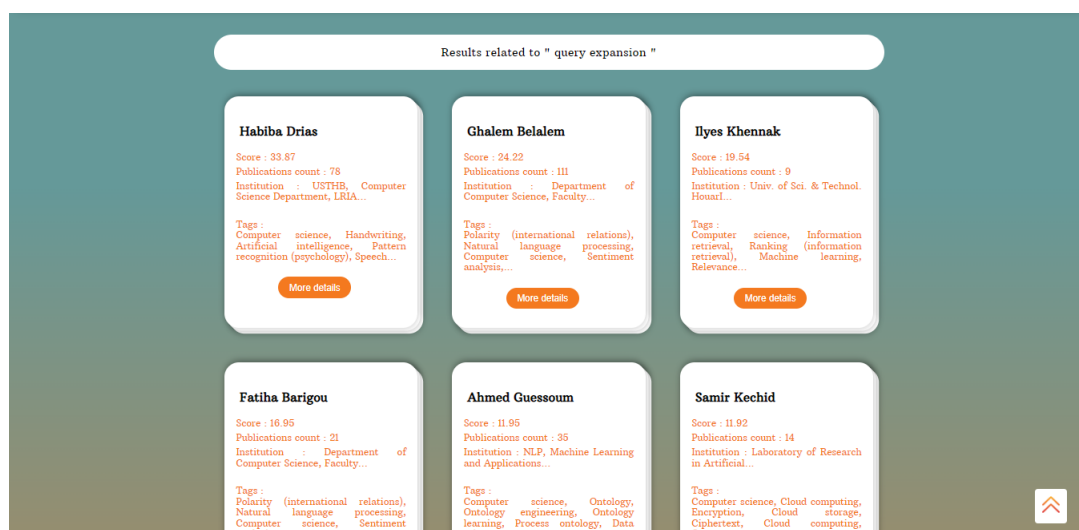 Results related to " query expansion "
Habiba Drias
Score : 33.87
Publications count : 78
Institution : USTHB, Computer
Science Department, LRIA...
Tags :
Computer science, Handwriting,
Artificial intelligence, Pattern
recognition (psychology), Speech...
More details
Ghalem Belalem
Score : 24.22
Publications count : 111
Institution : Department of
Computer Science, Faculty...
Tags :
Polarity (international relations),
Natural language processing,
Computer science, Sentiment
analysis,...
More details
Ilyes Khennak
Score : 19.54
Publications count : 9
Institution : Univ. of Sci. & Technol.
HouarI...
Tags :
Computer science, Information
retrieval, Ranking (information
retrieval), Machine learning,
Relevance...
More details
Fatiha Barigou
Score : 16.95
Publications count : 21
Institution : Department of
Computer Science, Faculty...
Tags :
Polarity (international relations),
Natural language processing,
Computer science, Sentiment
Ahmed Guessoum
Score : 11.95
Publications count : 35
Institution : NLP, Machine Learning
and Applications...
Tags :
Computer science, Ontology,
Ontology engineering, Ontology
learning, Process ontology, Data
Samir Kechid
Score : 11.92
Publications count : 14
Institution : Laboratory of Research
in Artificial...
Tags :
Computer science, Cloud computing,
Encryption, Cloud storage,
Ciphertext, Cloud computing,